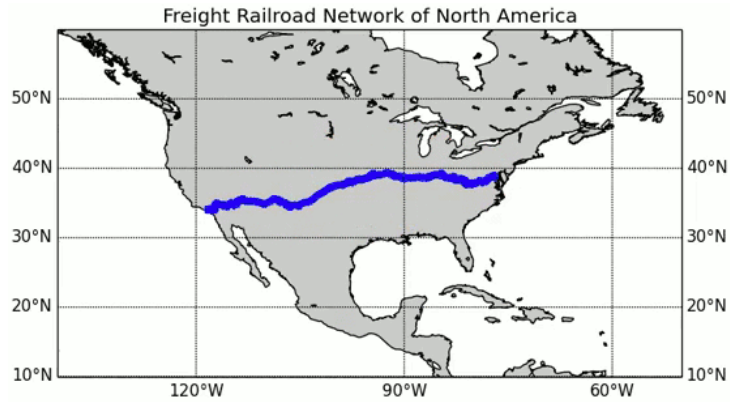 Freight Railroad Network of North America
50°N 50°N
40°N 40°N
30°N 30°N
20°N 20°N
10°N 10°N
120°W 90°W 60°W